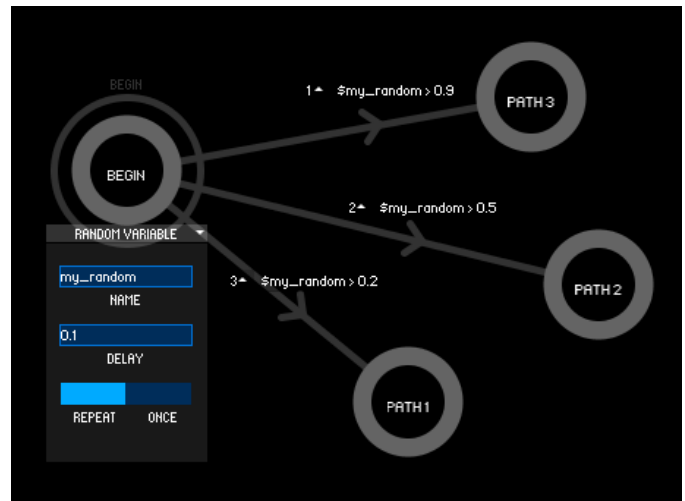 BEGIN
1 $my_random > 0.9
PATH 3
BEGIN
2 $my_random > 0.5
RANDOM VARIABLE
my_random
NAME
3 $my_random > 0.2
PATH 2
0.1
DELAY
REPEAT ONCE
PATH 1